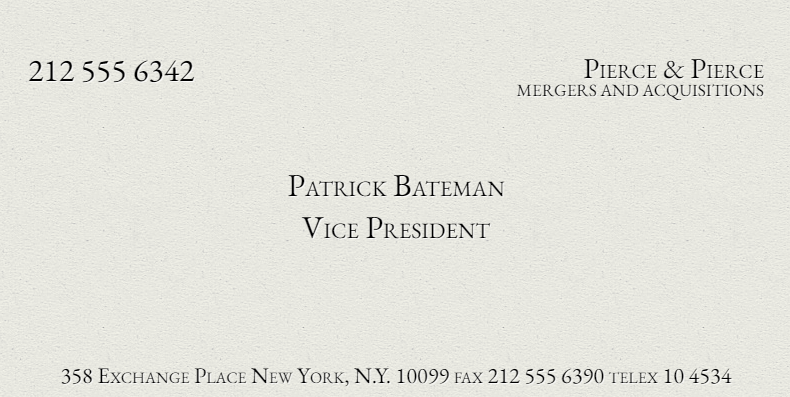 212 555 6342
Pierce & Pierce
Mergers and Acquisitions
Patrick Bateman
Vice President
358 Exchange Place New York, N.Y. 10099 fax 212 555 6390 telex 10 4534